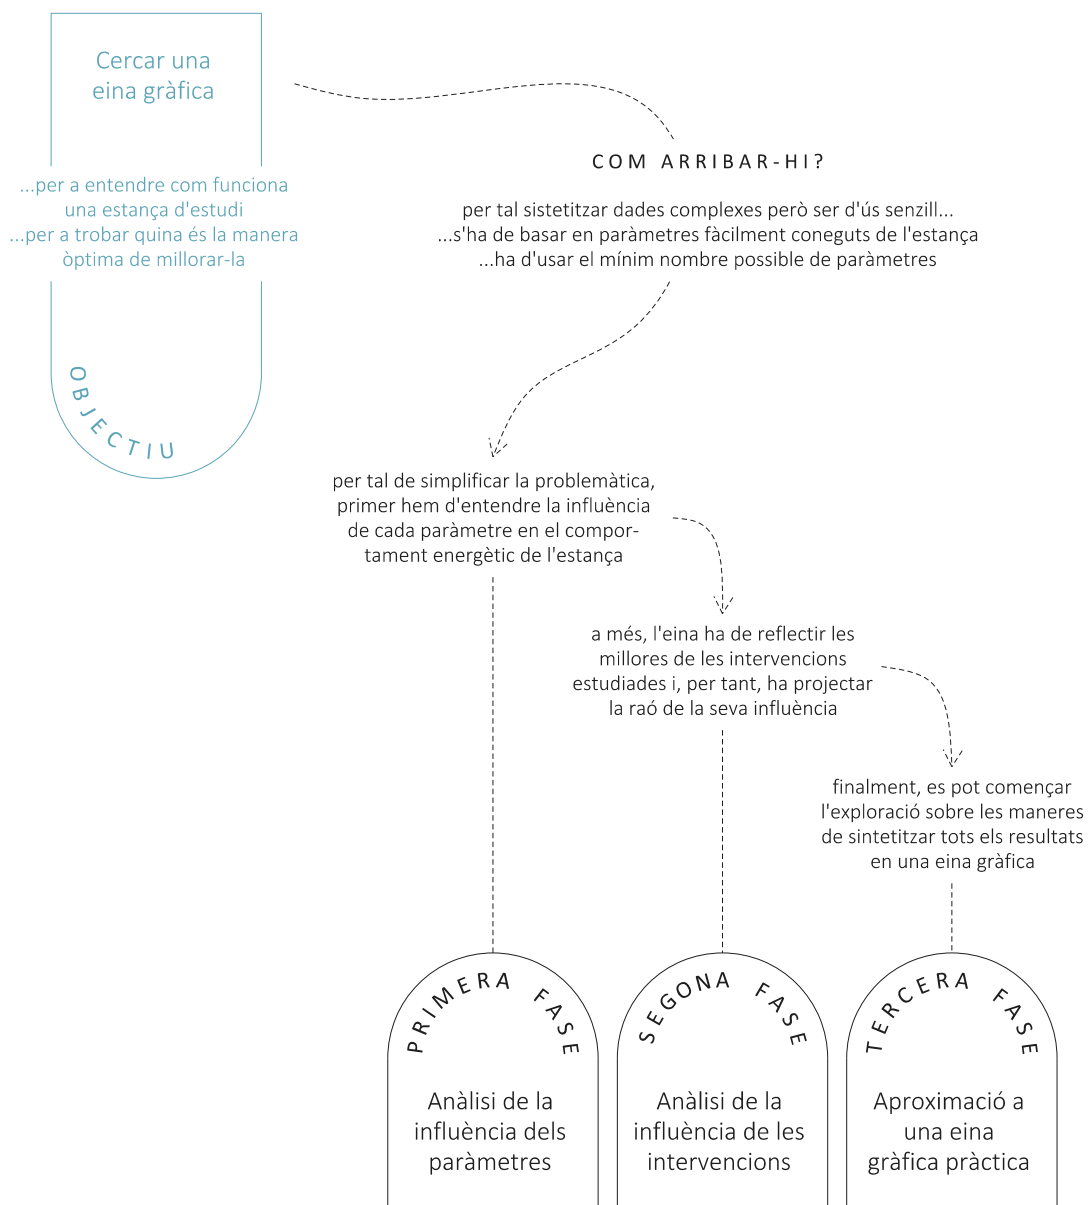 Cercar una
eina gràfica
...per a entendre com funciona
una estança d'estudi
...per a trobar quina és la manera
òptima de millorar-la
OBJECTIU
COM ARRIBAR-HI?
per tal sistetitzar dades complexes però ser d'ús senzill...
...s'ha de basar en paràmetres fàcilment coneguts de l'estança
...ha d'usar el mínim nombre possible de paràmetres
per tal de simplificar la problemàtica,
primer hem d'entendre la influència
de cada paràmetre en el compor-
tament energètic de l'estança
a més, l'eina ha de reflectir les
millores de les intervencions
estudiades i, per tant, ha projectar
la raó de la seva influència
finalment, es pot començar
l'exploració sobre les maneres
de sintetitzar tots els resultats
en una eina gràfica
PRIMERA FASE
Anàlisi de la
influència dels
paràmetres
SEGONA FASE
Anàlisi de la
influència de les
intervencions
TERCERA FASE
Aproximació a
una eina
gràfica pràctica